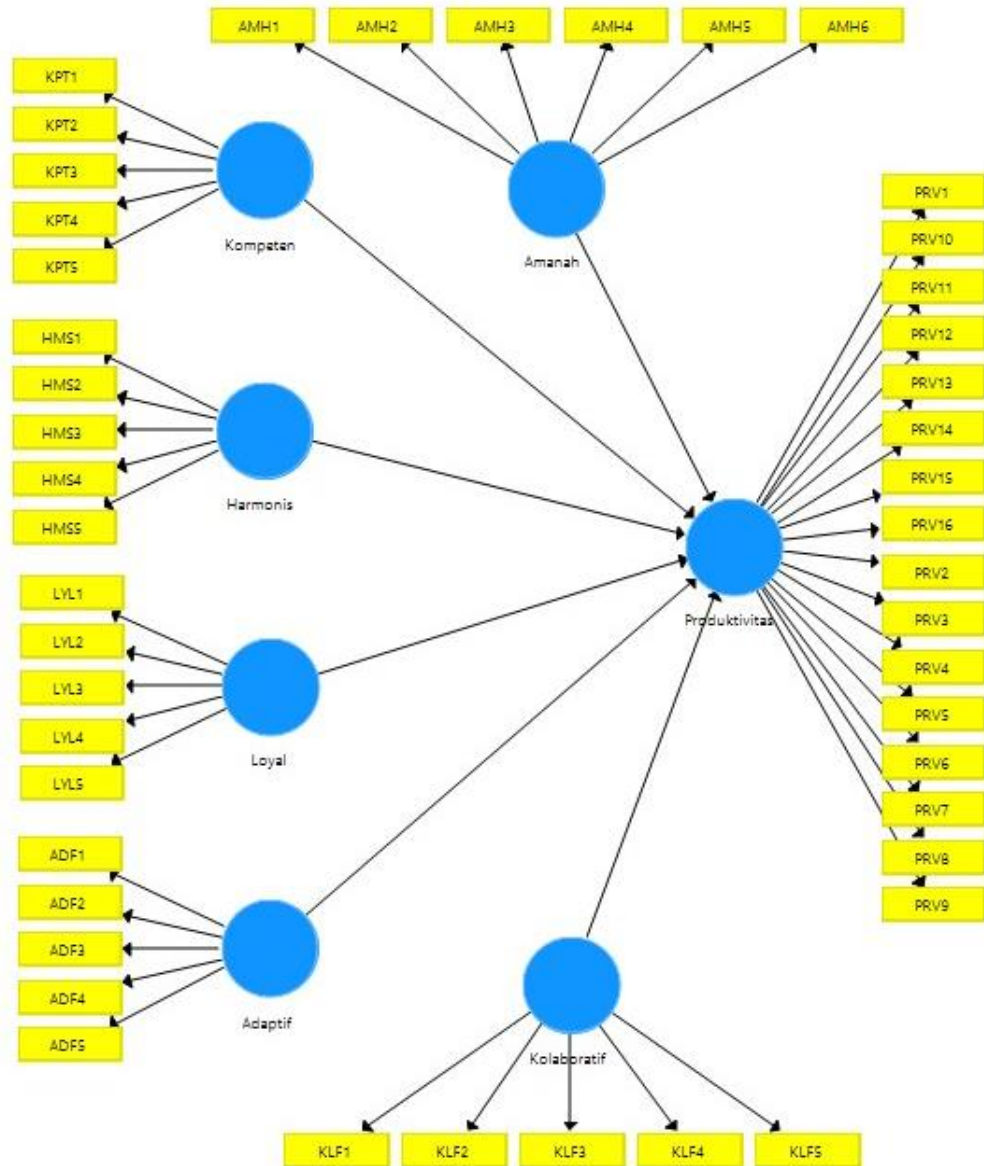 AMH1
AMH2
AMH3
AMH4
AMH5
AMH6
KPT1
KPT2
KPT3
KPT4
KPT5
Kompeten
Amanah
HMS1
HMS2
HMS3
HMS4
HMS5
Harmonis
LYL1
LYL2
LYL3
LYL4
LYL5
Loyal
ADF1
ADF2
ADF3
ADF4
ADF5
Adaptif
Kolaboratif
KLF1
KLF2
KLF3
KLF4
KLF5
Produktivitas
PRV1
PRV10
PRV11
PRV12
PRV13
PRV14
PRV15
PRV16
PRV2
PRV3
PRV4
PRV5
PRV6
PRV7
PRV8
PRV9